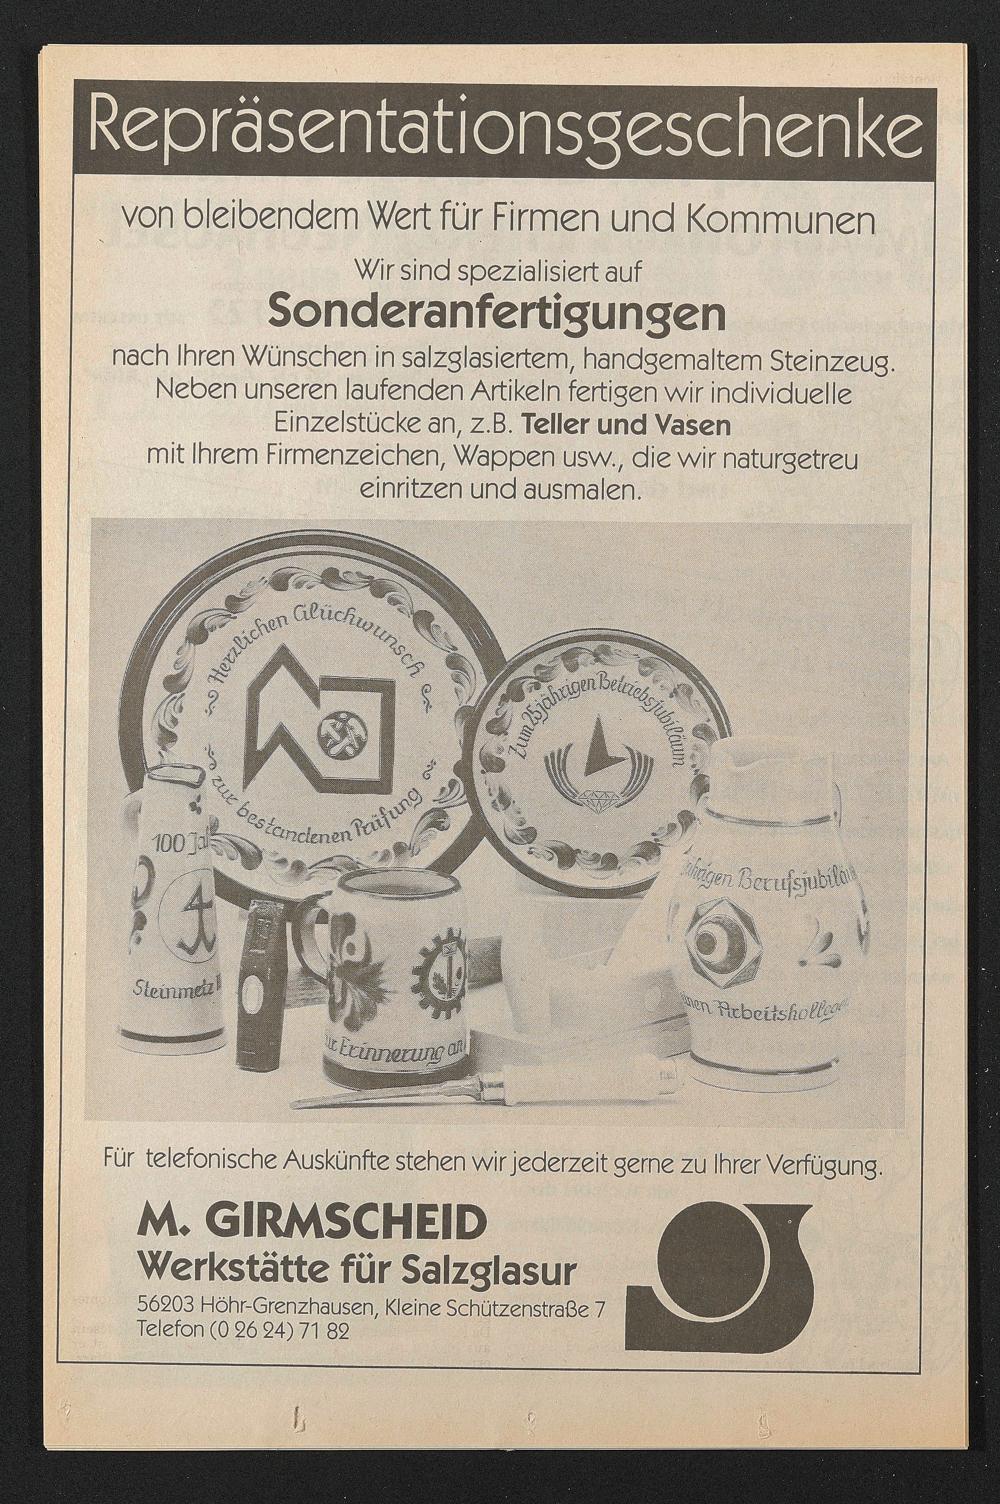 Repräsentationsgeschenke
von bleibendem Wert für Firmen und Kommunen
Wir sind spezialisiert auf
Sonderanfertigungen
nach Ihren Wünschen in salzglasiertem, handgemaltem Steinzeug.
Neben unseren laufenden Artikeln fertigen wir individuelle
Einzelstücke an, z.B. Teller und Vasen
mit Ihrem Firmenzeichen, Wappen usw., die wir naturgetreu
einritzen und ausmalen.
Herzlichen Glückwunsch
zur bestandenen Prüfung
Zum 25jährigen Betriebsjubiläum
100 Ja
Steinmetz
ur Erinnerung an
ährigen Berufsjubiläu
inen Arbeitskollegen
Für telefonische Auskünfte stehen wir jederzeit gerne zu Ihrer Verfügung.
M. GIRMSCHEID
Werkstätte für Salzglasur
56203 Höhr-Grenzhausen, Kleine Schützenstraße 7
Telefon (0 26 24) 71 82